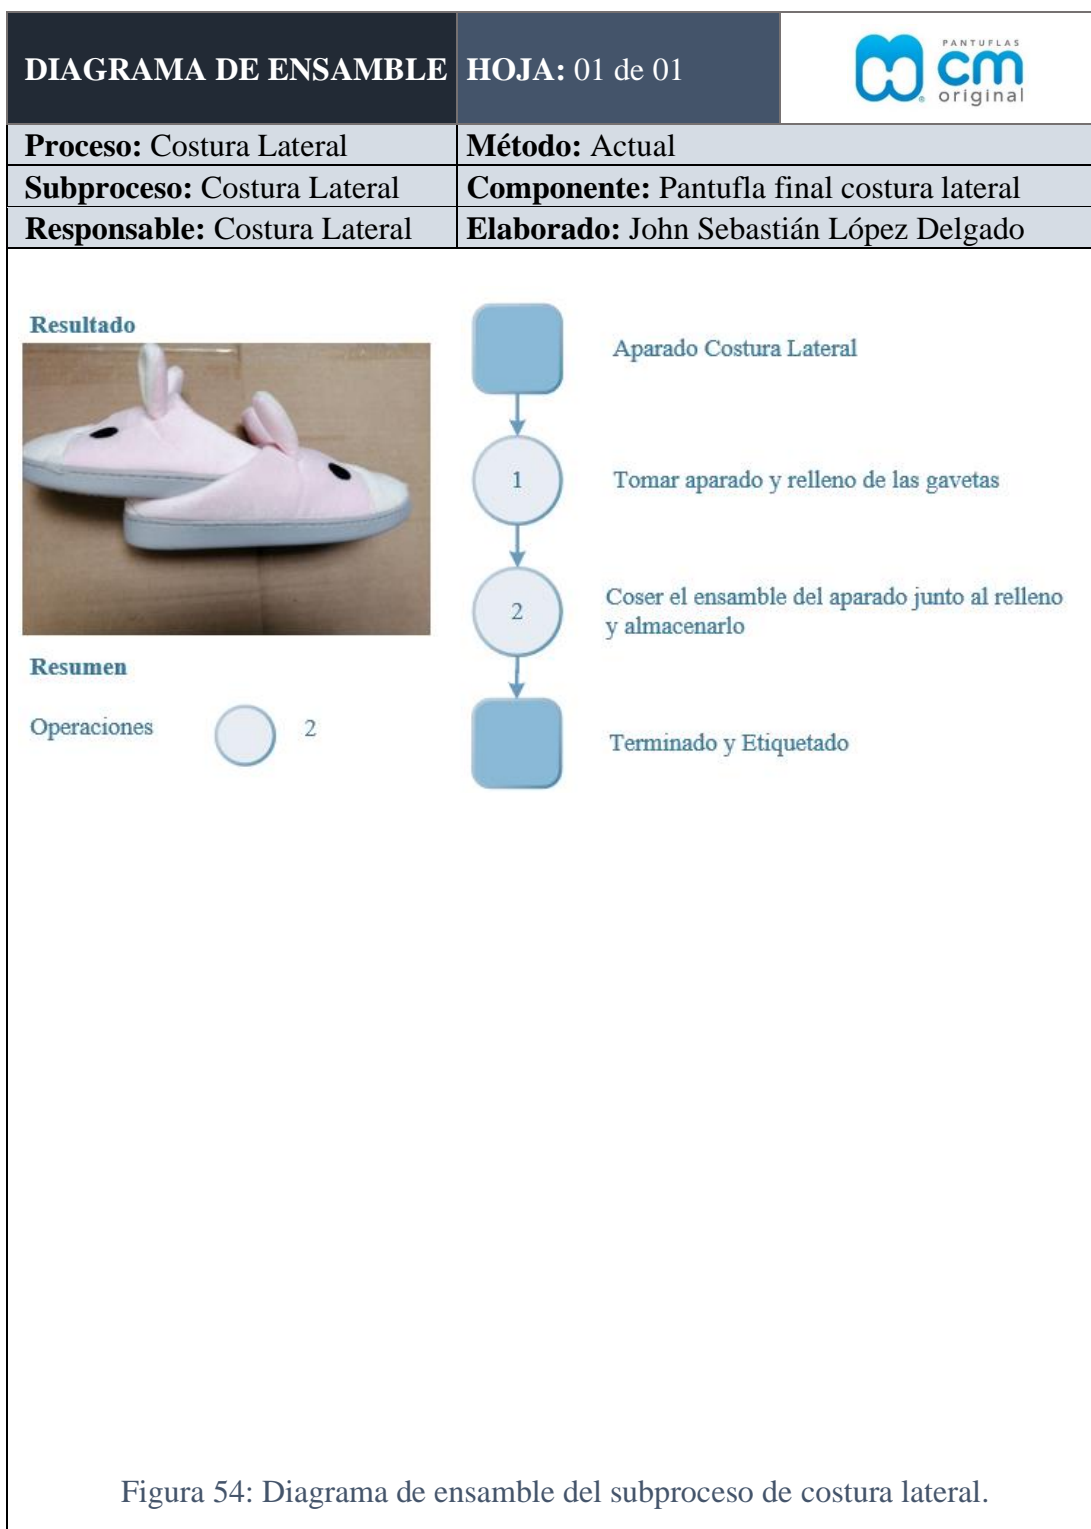 DIAGRAMA DE ENSAMBLE HOJA: 01 de 01
PANTUFLAS
cm
original
Proceso: Costura Lateral Método: Actual
Subproceso: Costura Lateral Componente: Pantufla final costura lateral
Responsable: Costura Lateral Elaborado: John Sebastián López Delgado
Resultado
Aparado Costura Lateral
1 Tomar aparado y relleno de las gavetas
2 Coser el ensamble del aparado junto al relleno
y almacenarlo
Resumen
Operaciones 2
Terminado y Etiquetado
Figura 54: Diagrama de ensamble del subproceso de costura lateral.